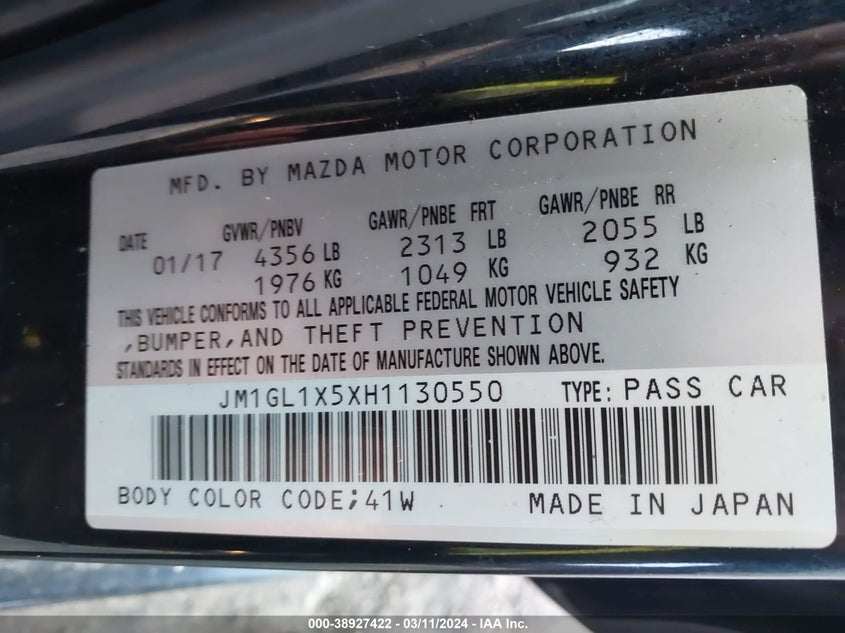 MFD. BY MAZDA MOTOR CORPORATION
DATE GVWR/PNBV GAWR/PNBE FRT GAWR/PNBE RR
01/17 4356 LB 2313 LB 2055 LB
1976 KG 1049 KG 932 KG
THIS VEHICLE CONFORMS TO ALL APPLICABLE FEDERAL MOTOR VEHICLE SAFETY
,BUMPER,AND THEFT PREVENTION
STANDARDS IN EFFECT ON THE DATE OF MANUFACTURE SHOWN ABOVE.
JM1GL1X5XH1130550 TYPE: PASS CAR
BODY COLOR CODE;41W MADE IN JAPAN
000-38927422 - 03/11/2024 - IAA Inc.